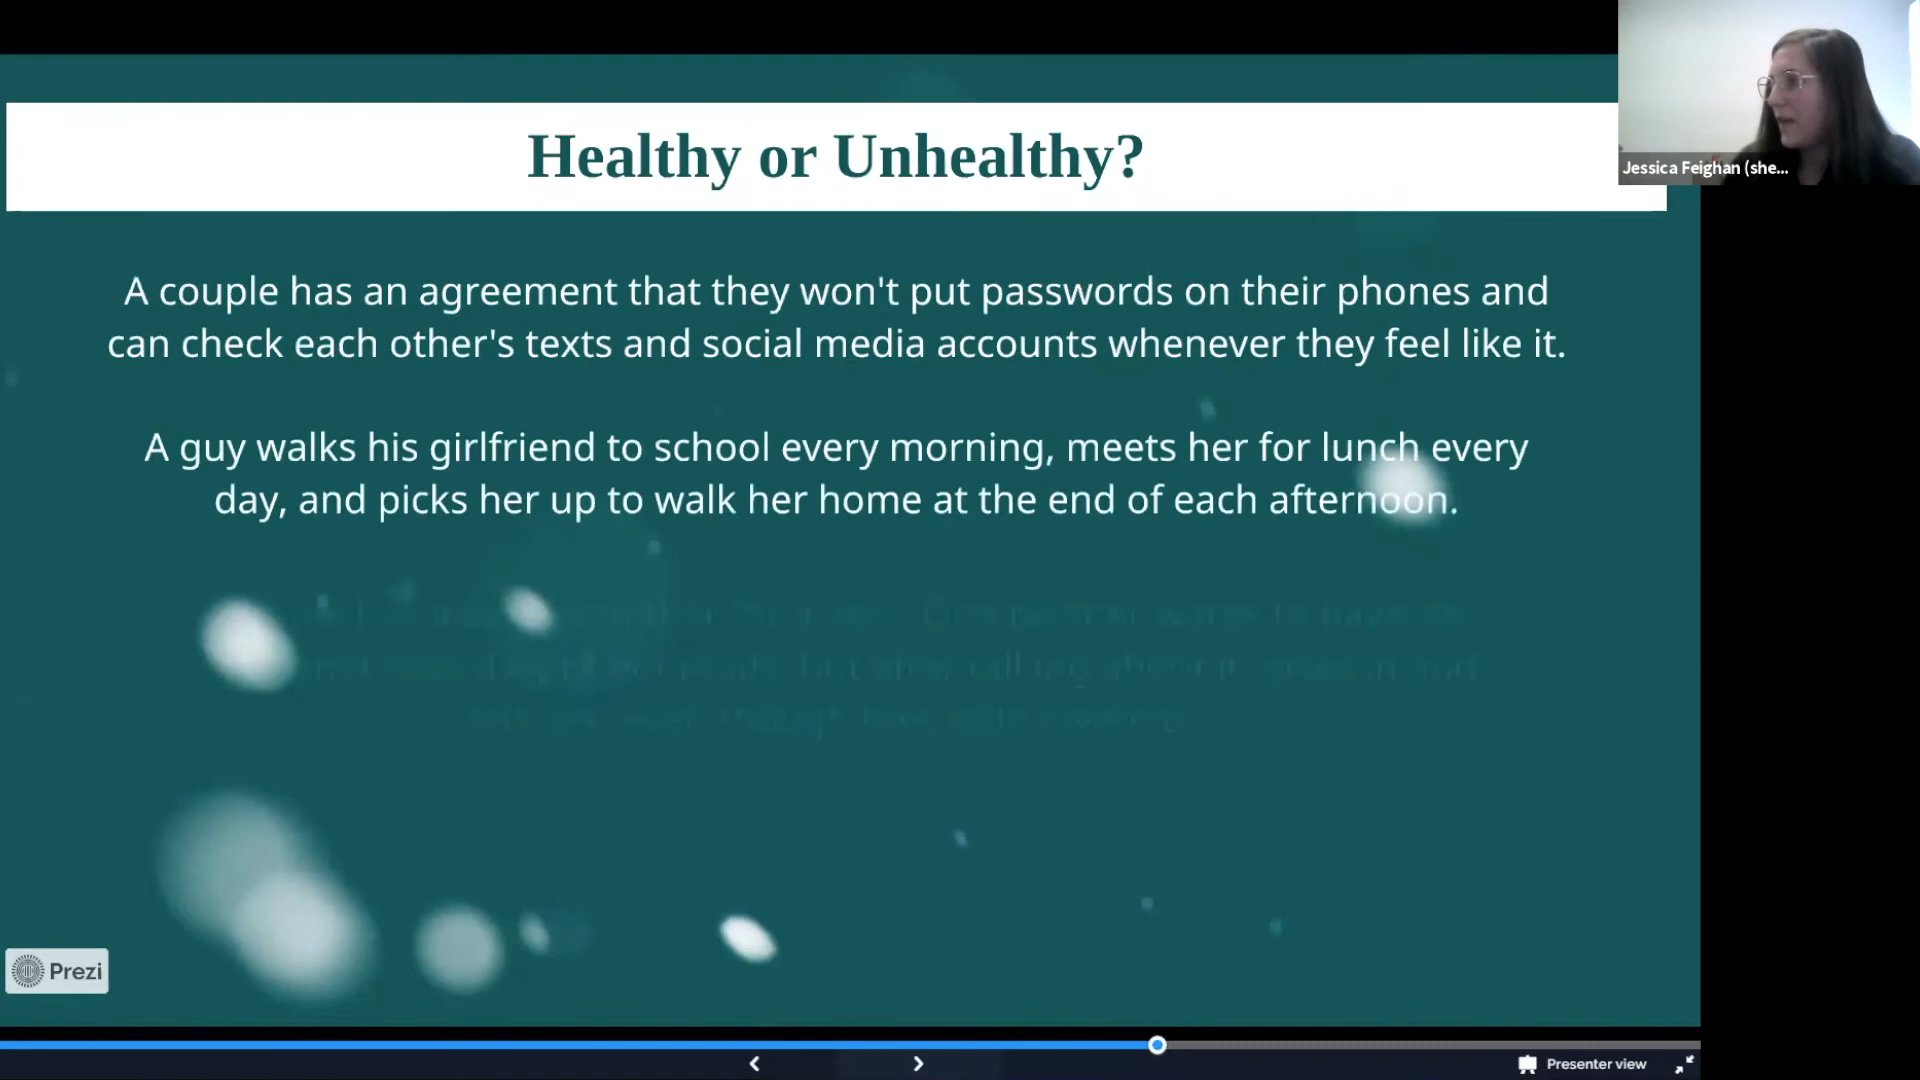 Healthy or Unhealthy?
Jessica Feighan (she...
A couple has an agreement that they won't put passwords on their phones and
can check each other's texts and social media accounts whenever they feel like it.
A guy walks his girlfriend to school every morning, meets her for lunch every
day, and picks her up to walk her home at the end of each afternoon.
Prezi
Presenter view